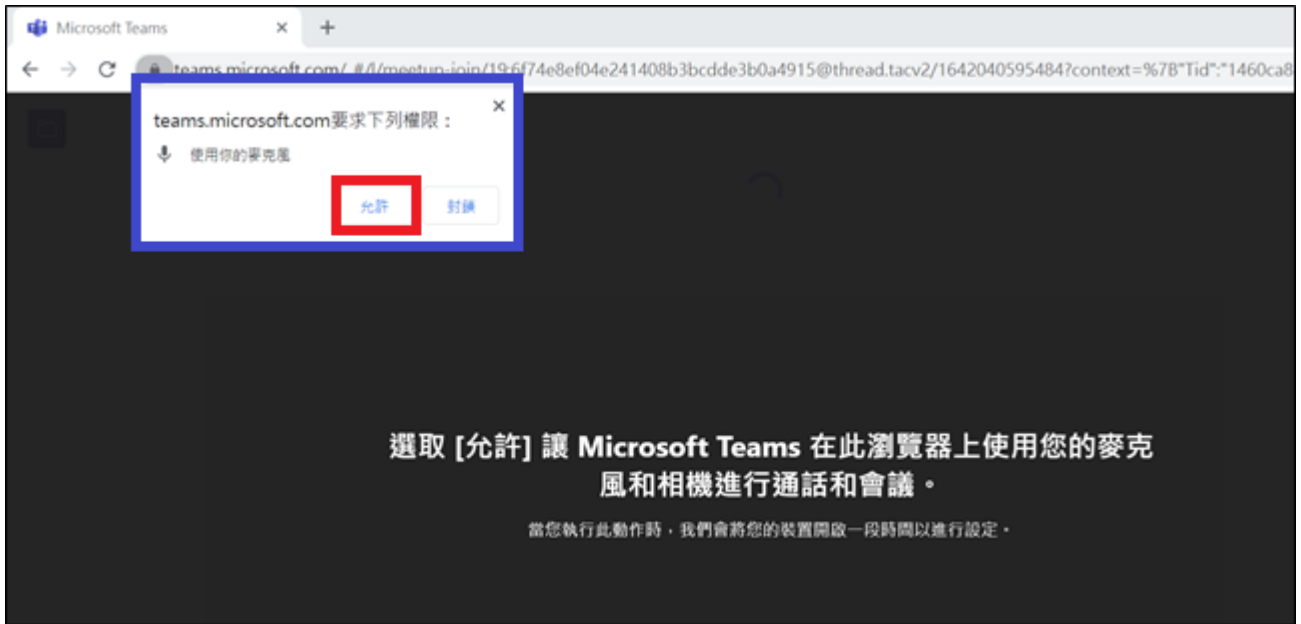 Microsoft Teams
teams.microsoft.com/_#/l/meetup-join/19:6f74e8ef04e241408b3bcdde3b0a4915@thread.tacv2/1642040595484?context=%7B"Tid":"1460ca8
teams.microsoft.com要求下列權限：
使用你的麥克風
允許 封鎖
選取 [允許] 讓 Microsoft Teams 在此瀏覽器上使用您的麥克
風和相機進行通話和會議。
當您執行此動作時，我們會將您的裝置開啟一段時間以進行設定。